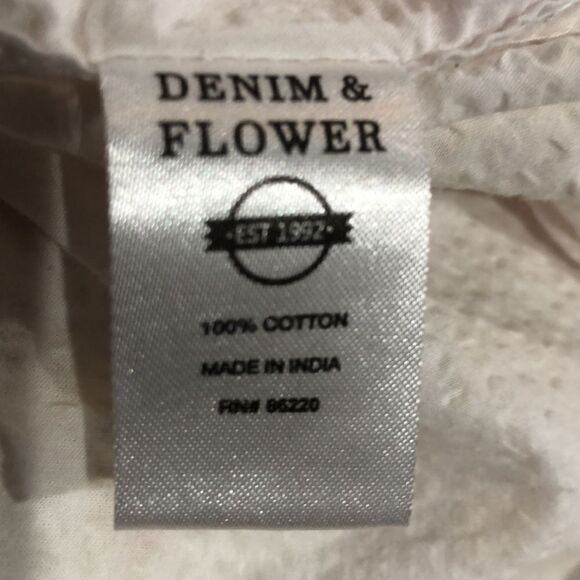 DENIM &
FLOWER
EST 1992
100% COTTON
MADE IN INDIA
RN# 86220